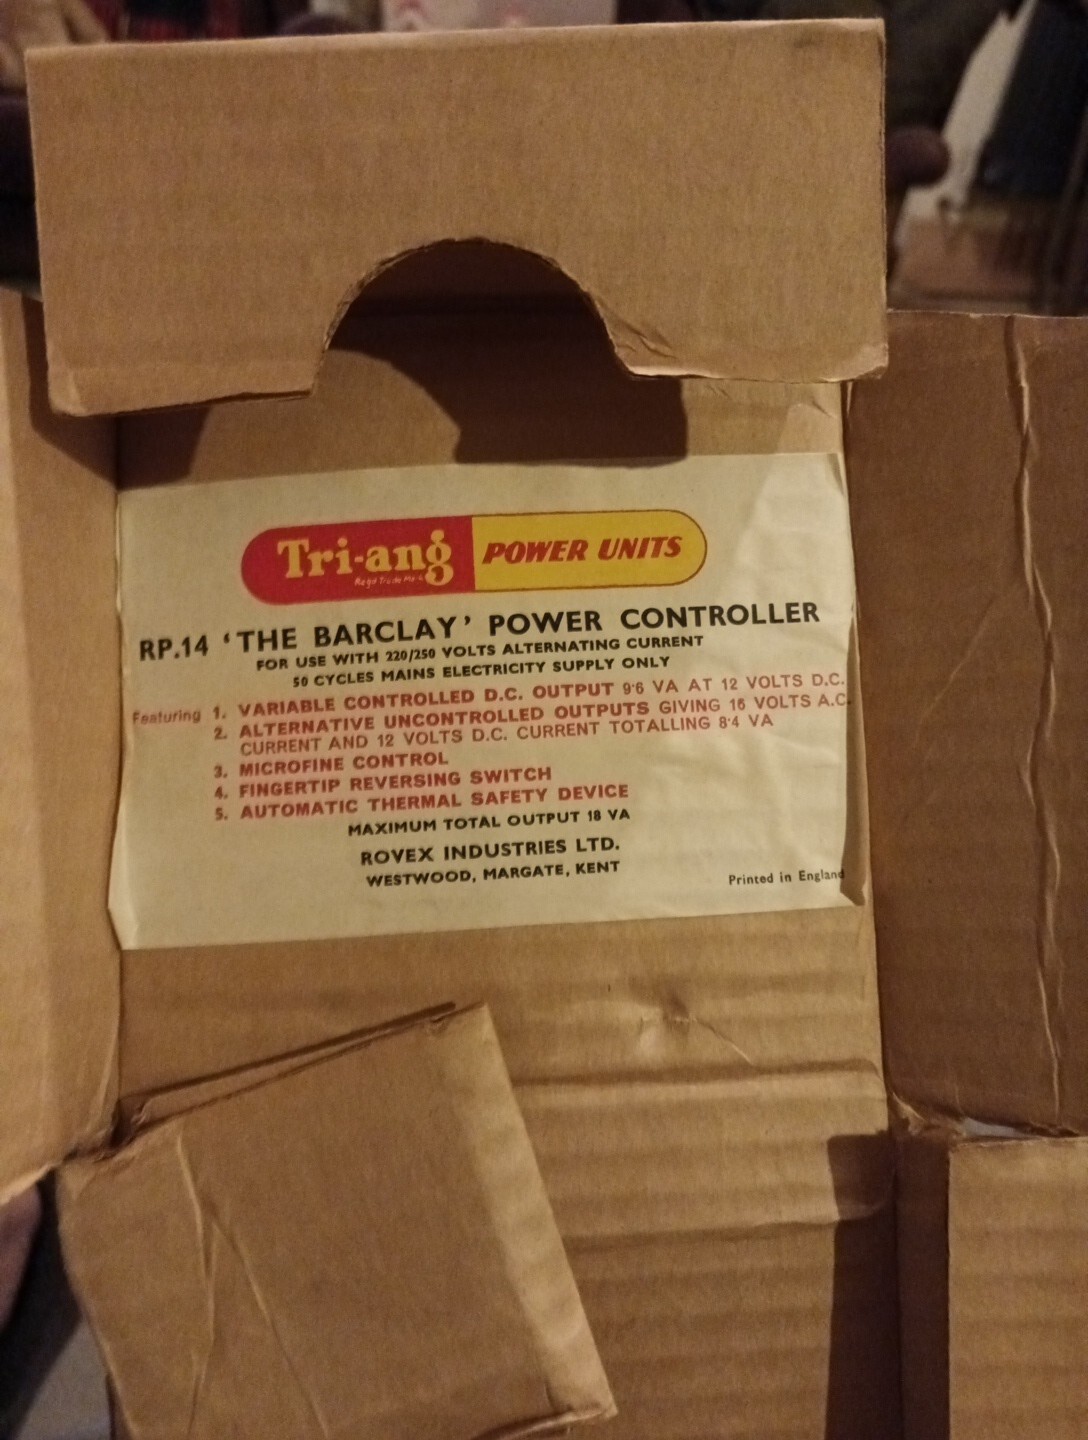 Tri-ang POWER UNITS
Regd Trade Mark
RP.14 ‘THE BARCLAY’ POWER CONTROLLER
FOR USE WITH 220/250 VOLTS ALTERNATING CURRENT
50 CYCLES MAINS ELECTRICITY SUPPLY ONLY
Featuring 1. VARIABLE CONTROLLED D.C. OUTPUT 9·6 VA AT 12 VOLTS D.C.
2. ALTERNATIVE UNCONTROLLED OUTPUTS GIVING 16 VOLTS A.C.
CURRENT AND 12 VOLTS D.C. CURRENT TOTALLING 8·4 VA
3. MICROFINE CONTROL
4. FINGERTIP REVERSING SWITCH
5. AUTOMATIC THERMAL SAFETY DEVICE
MAXIMUM TOTAL OUTPUT 18 VA
ROVEX INDUSTRIES LTD.
WESTWOOD, MARGATE, KENT
Printed in England